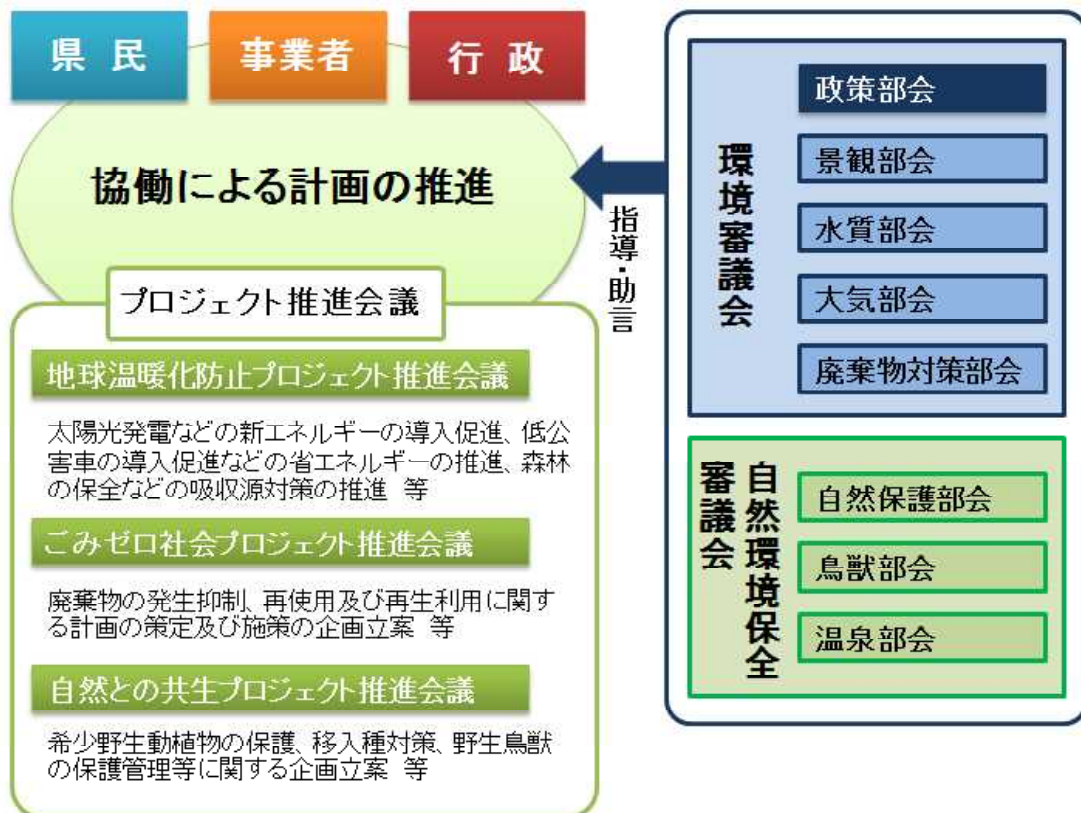 県 民
事業者
行 政
協働による計画の推進
プロジェクト推進会議
地球温暖化防止プロジェクト推進会議
太陽光発電などの新エネルギーの導入促進、低公
害車の導入促進などの省エネルギーの推進、森林
の保全などの吸収源対策の推進 等
ごみゼロ社会プロジェクト推進会議
廃棄物の発生抑制、再使用及び再生利用に関す
る計画の策定及び施策の企画立案 等
自然との共生プロジェクト推進会議
希少野生動植物の保護、移入種対策、野生鳥獣
の保護管理等に関する企画立案 等
指導・助言
環境審議会
政策部会
景観部会
水質部会
大気部会
廃棄物対策部会
自然環境保全
審議会
自然保護部会
鳥獣部会
温泉部会